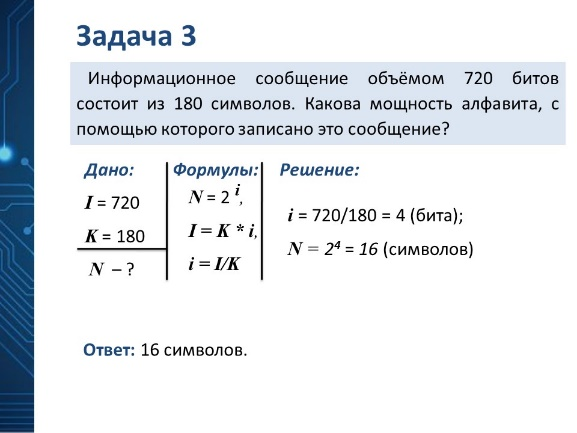 Задача 3
Информационное сообщение объёмом 720 битов
состоит из 180 символов. Какова мощность алфавита, с
помощью которого записано это сообщение?
Дано:
I = 720
K = 180
N – ?
Формулы:
N = 2 ⁱ,
I = K * i,
i = I/K
Решение:
i = 720/180 = 4 (бита);
N = 2⁴ = 16 (символов)
Ответ: 16 символов.